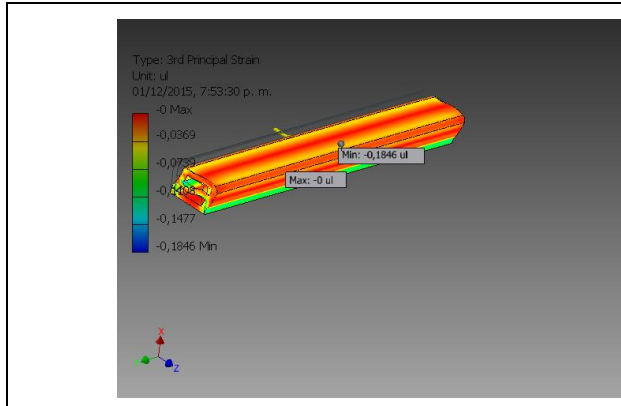 Type: 3rd Principal Strain
Unit: ul
01/12/2015, 7:53:30 p. m.
-0 Max
-0,0369
-0,0739
-0,1477
-0,1846 Min
Min: -0,1846 ul
Max: -0 ul
X
Z